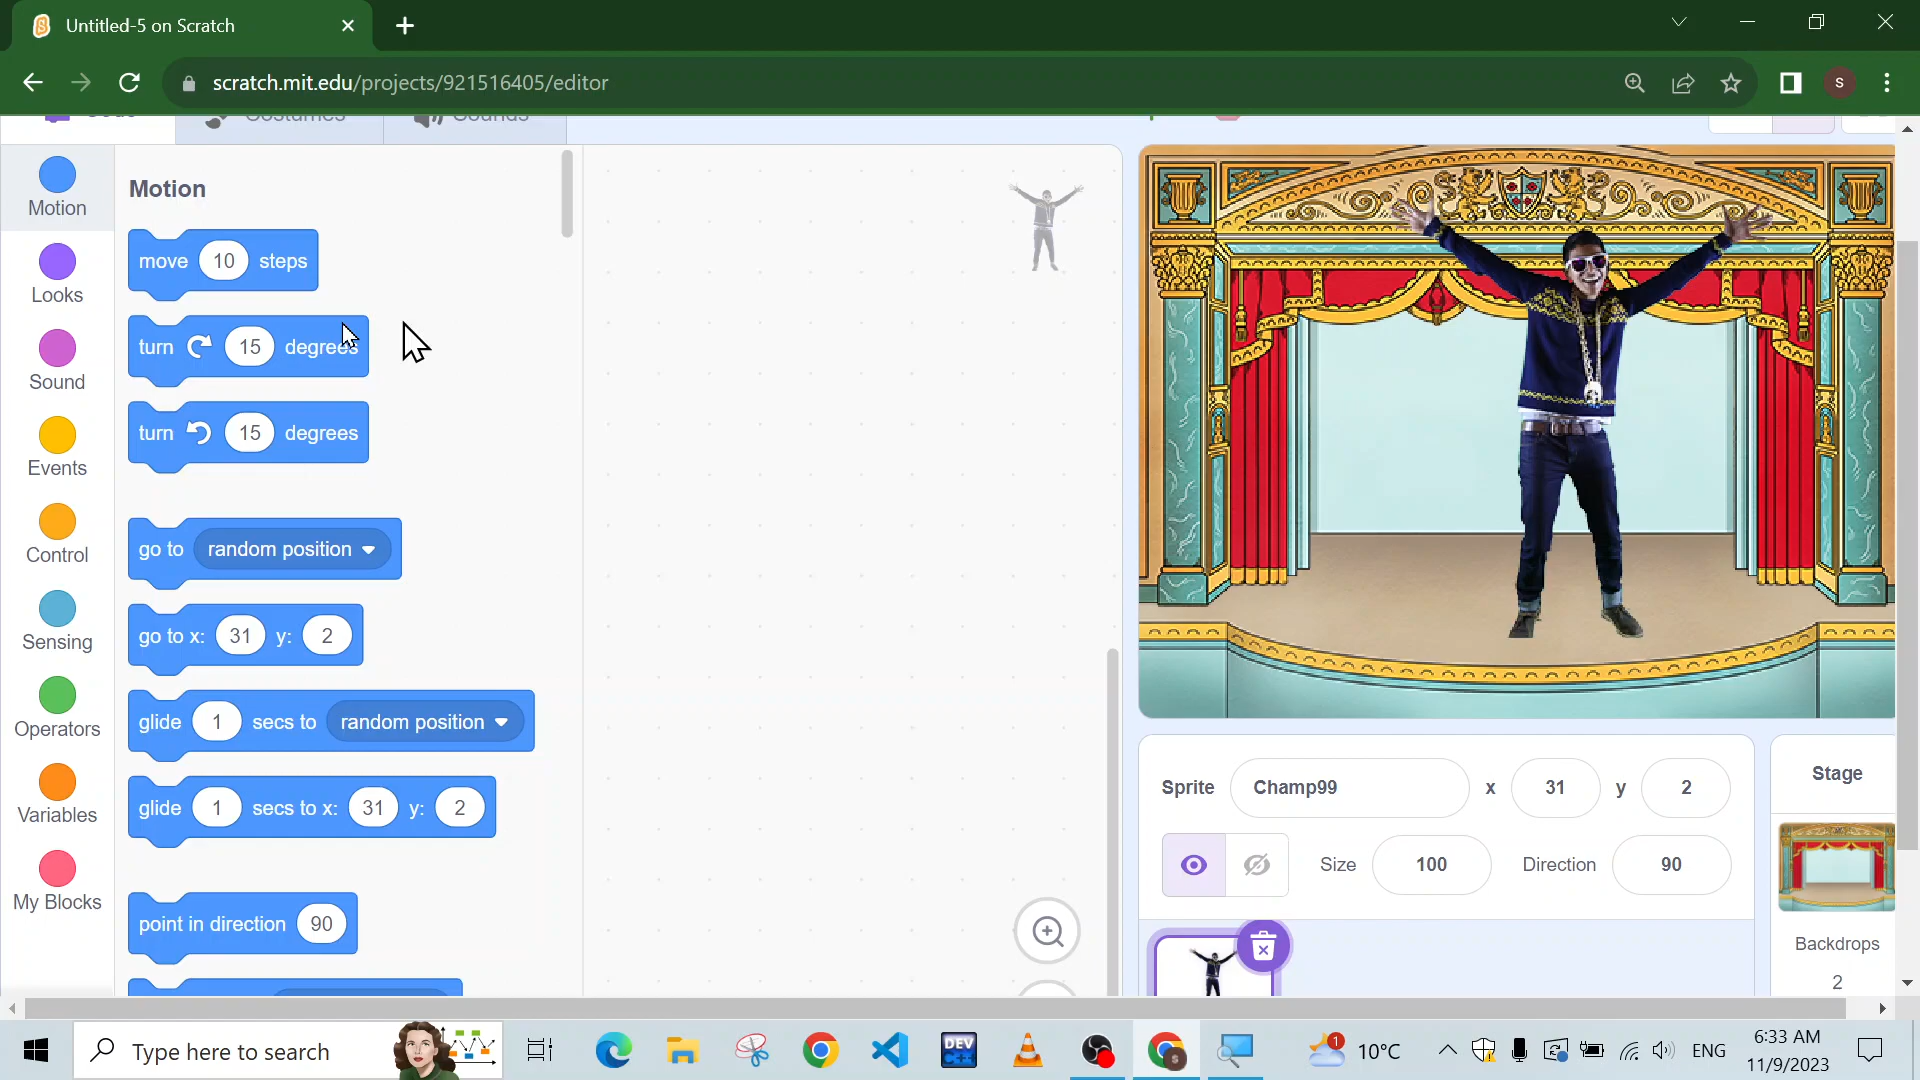 Untitled-5 on Scratch
scratch.mit.edu/projects/921516405/editor
S
Costumes
Sounds
Motion
Looks
Sound
Events
Control
Sensing
Operators
Variables
My Blocks
Motion
move 10 steps
turn 15 degrees
turn 15 degrees
go to random position
go to x: 31 y: 2
glide 1 secs to random position
glide 1 secs to x: 31 y: 2
point in direction 90
Sprite Champ99 x 31 y 2
Size 100 Direction 90
Stage
Backdrops
2
Type here to search
DEV
C++
1
10°C
ENG
6:33 AM
11/9/2023